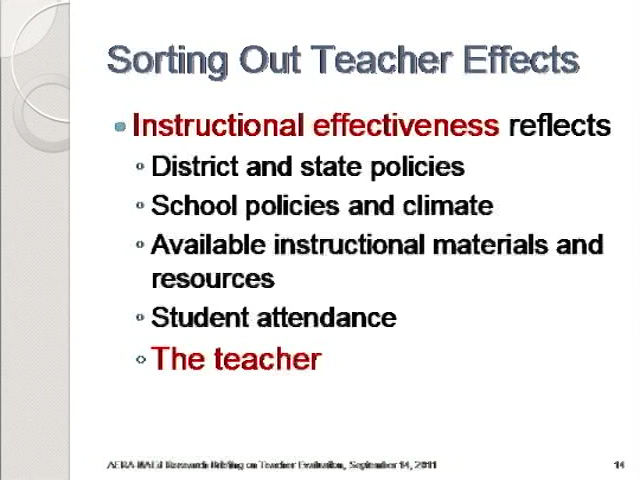 Sorting Out Teacher Effects
Instructional effectiveness reflects
District and state policies
School policies and climate
Available instructional materials and
resources
Student attendance
The teacher
AERA-NAEd Research Briefing on Teacher Evaluation, September 14, 2011
14